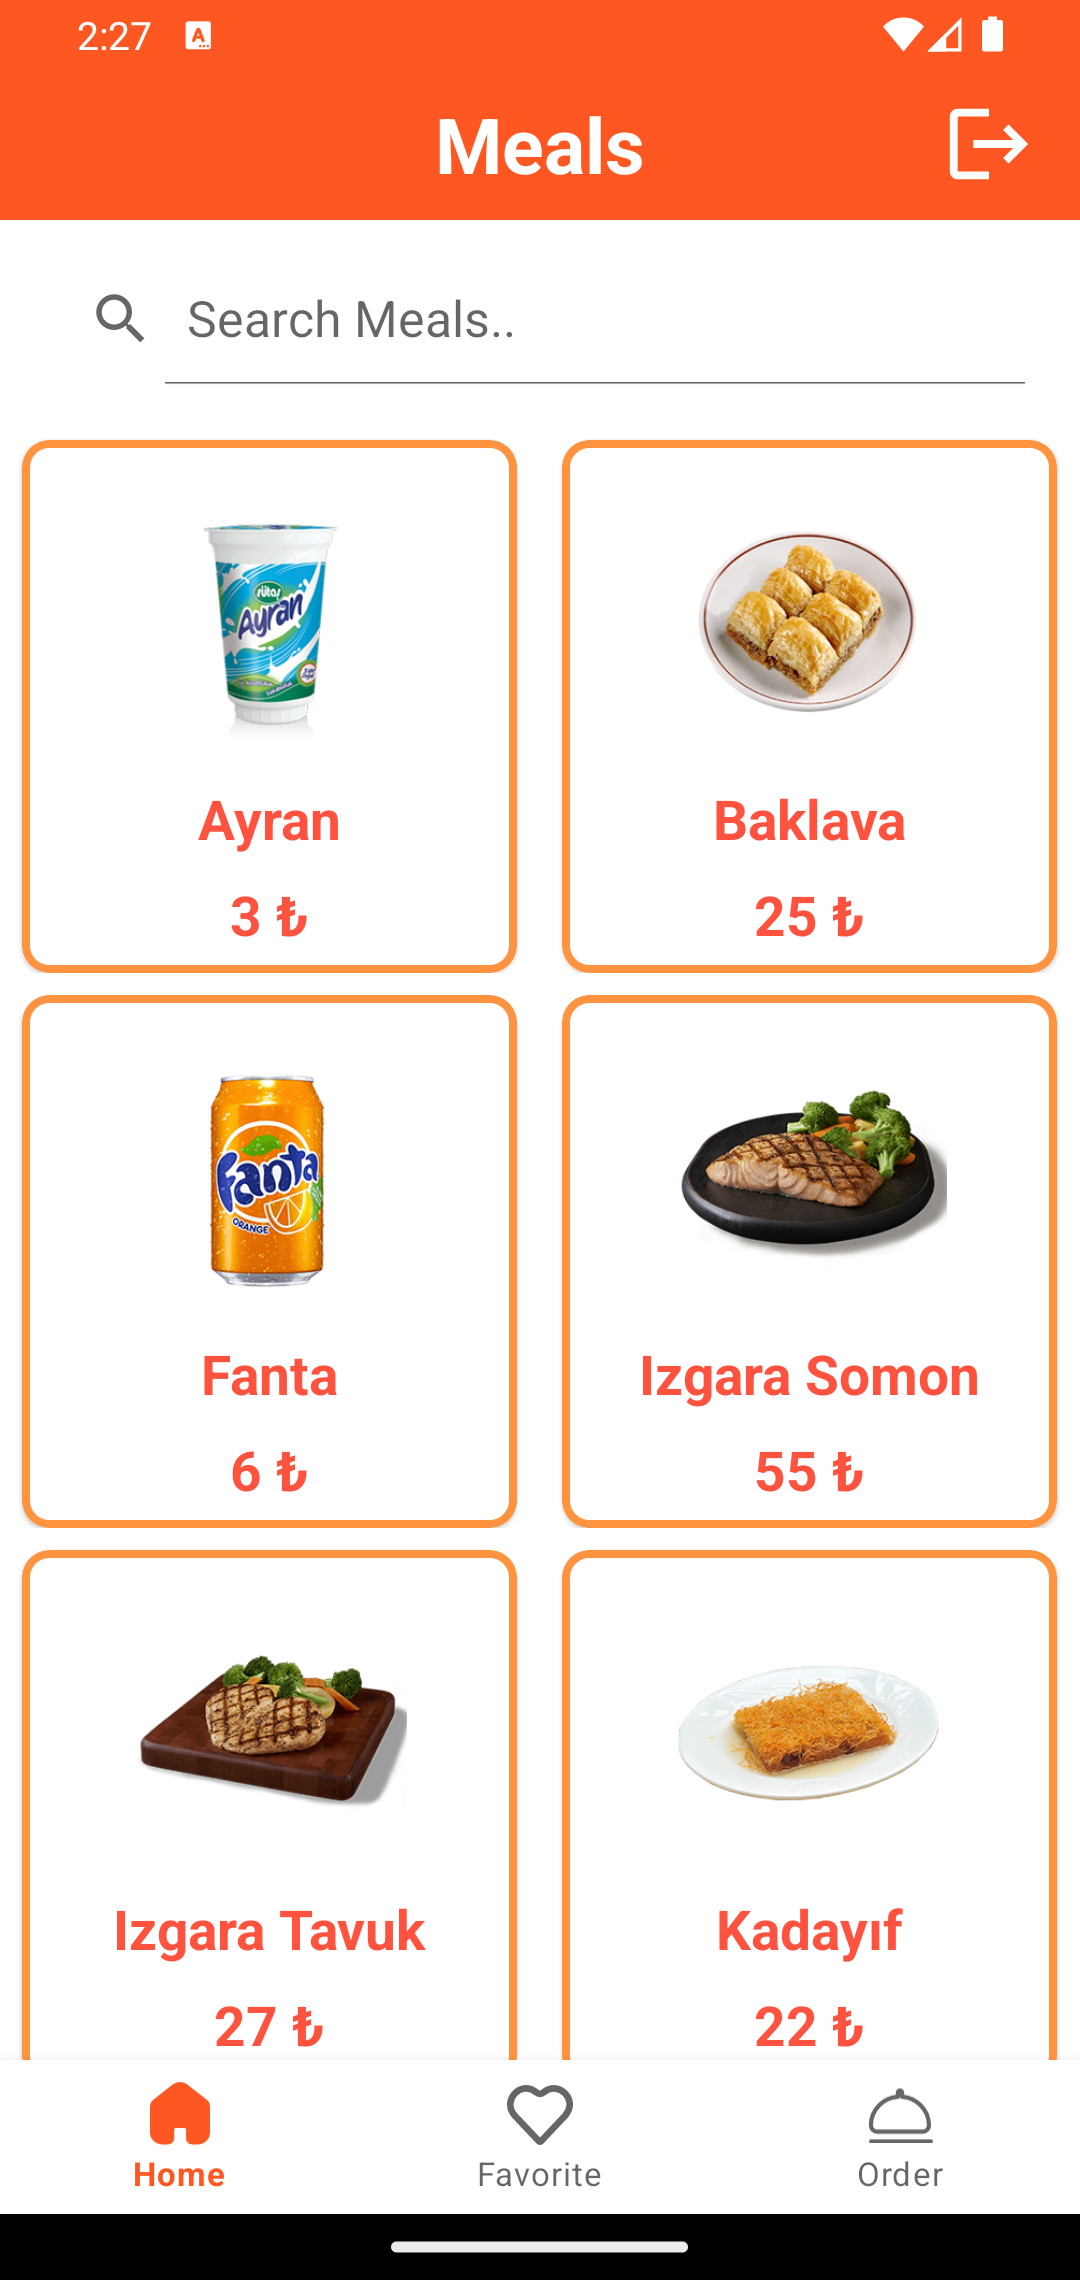 2:27
Meals
Search Meals..
sütaş
Ayran
Ayran
Baklava
3 ₺
25 ₺
Fanta
ORANGE
Fanta
Izgara Somon
6 ₺
55 ₺
Izgara Tavuk
Kadayıf
27 ₺
22 ₺
Home
Favorite
Order